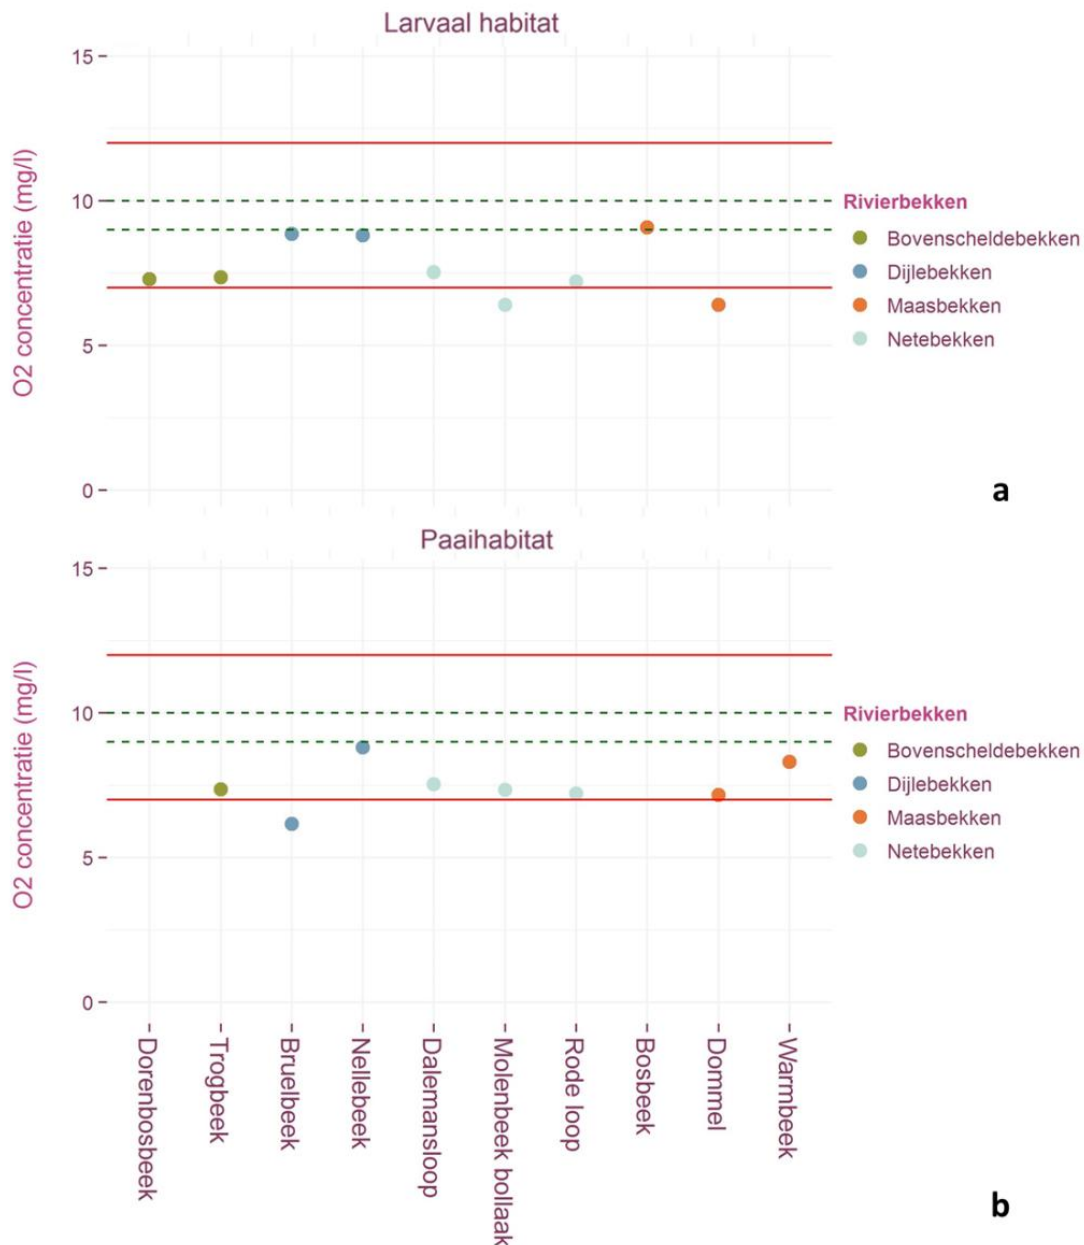 Larvaal habitat
15
10
5
0
O2 concentratie (mg/l)
Rivierbekken
Bovenscheldebekken
Dijlebekken
Maasbekken
Netebekken
a
Paaihabitat
15
10
5
0
O2 concentratie (mg/l)
Rivierbekken
Bovenscheldebekken
Dijlebekken
Maasbekken
Netebekken
Dorenbosbeek
Trogbeek
Bruelbeek
Nellebeek
Dalemansloop
Molenbeek bollaak
Rode loop
Bosbeek
Dommel
Warmbeek
b